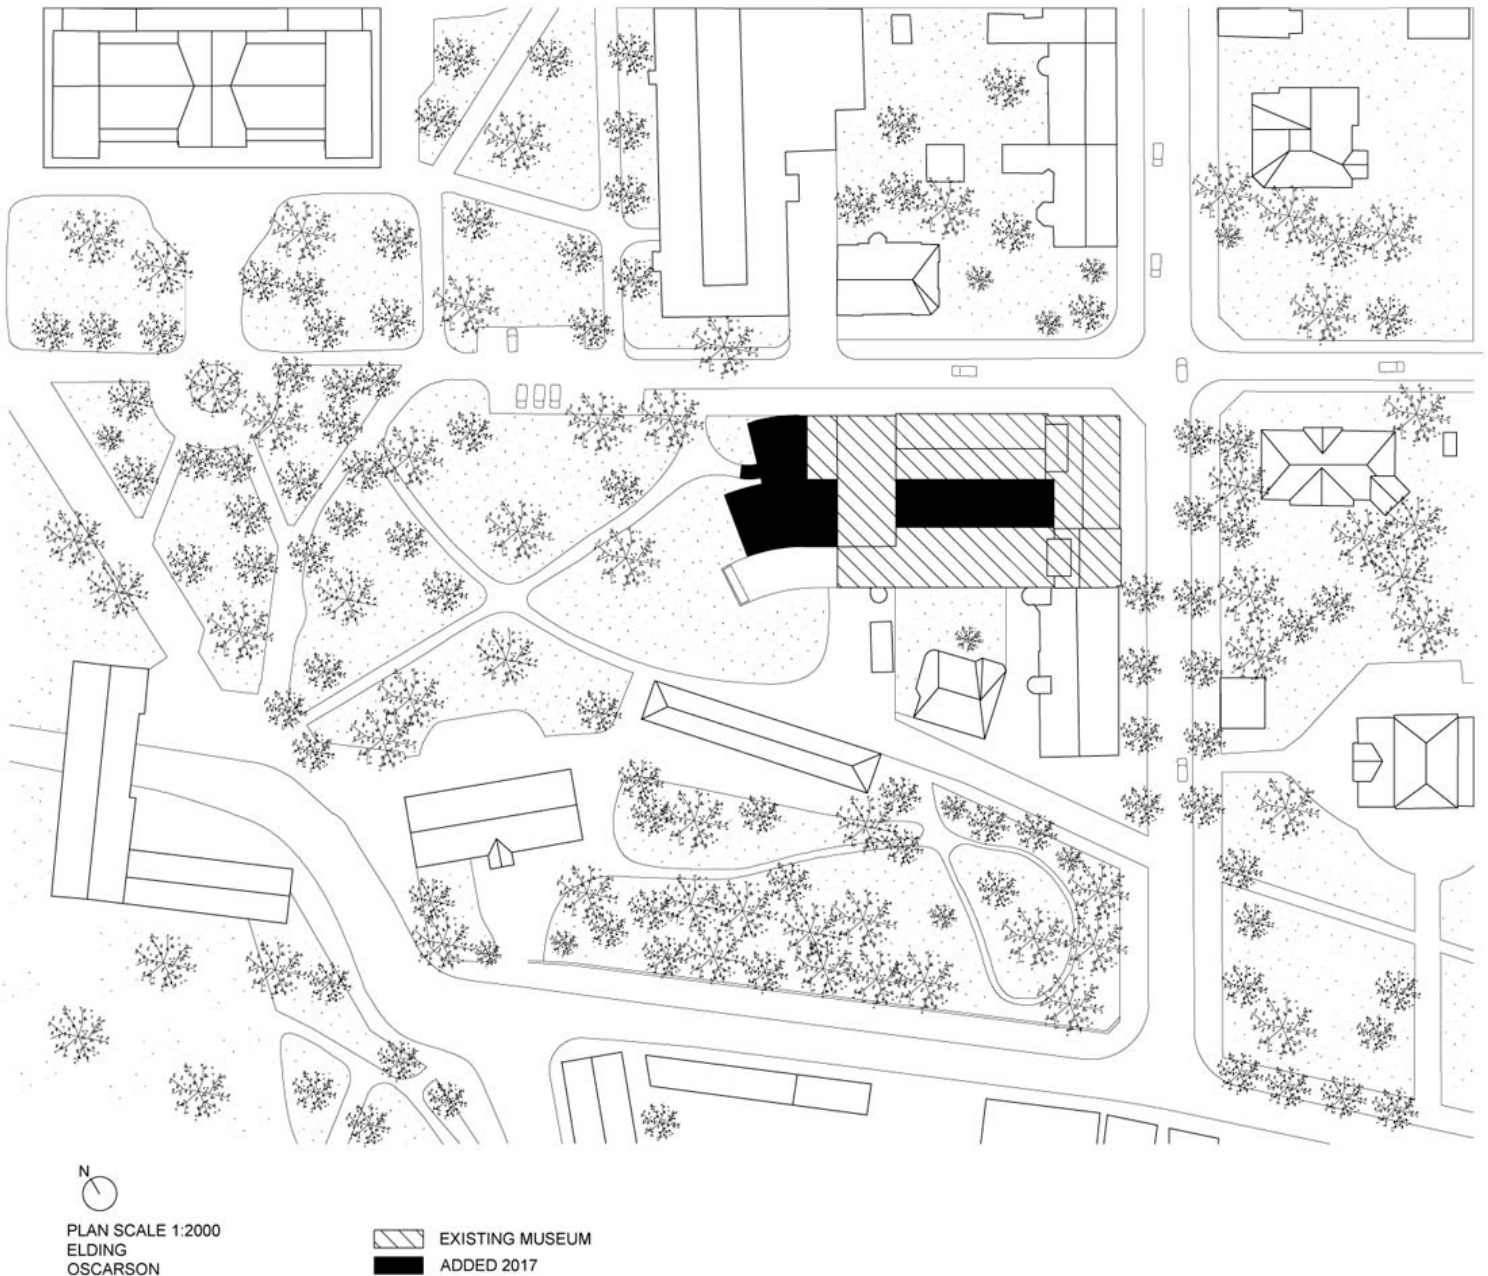 N
PLAN SCALE 1:2000
ELDING
OSCARSON
EXISTING MUSEUM
ADDED 2017